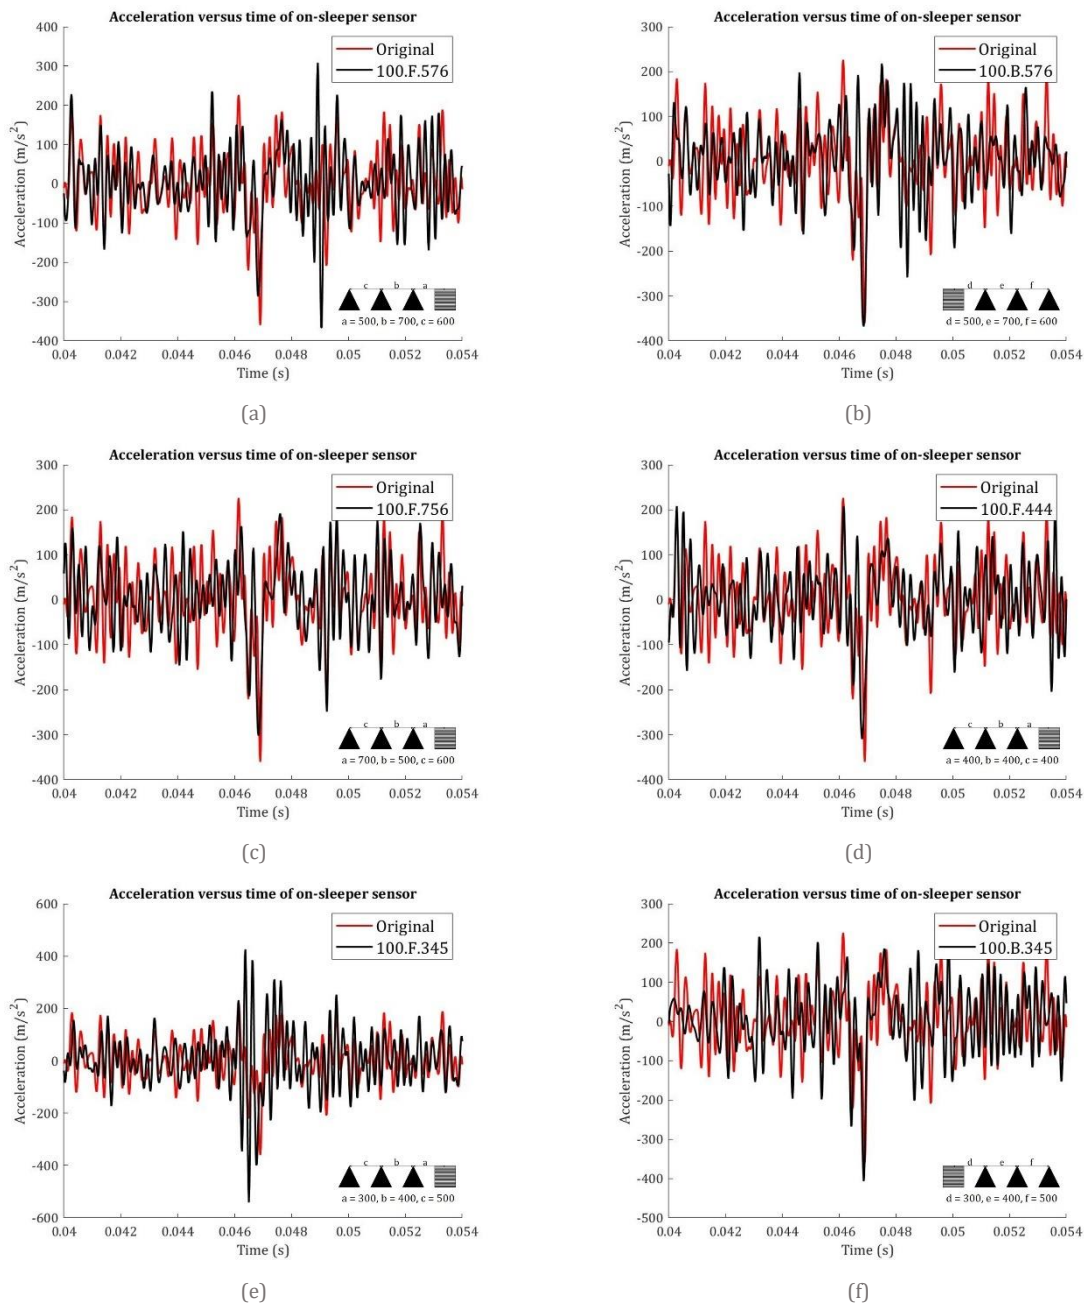 Acceleration versus time of on-sleeper sensor
400
300
200
100
0
-100
-200
-300
-400
Acceleration (m/s²)
Original
100.F.576
c b a
a = 500, b = 700, c = 600
0.04 0.042 0.044 0.046 0.048 0.05 0.052 0.054
Time (s)
(a)
Acceleration versus time of on-sleeper sensor
300
200
100
0
-100
-200
-300
-400
Acceleration (m/s²)
Original
100.B.576
d e f
d = 500, e = 700, f = 600
0.04 0.042 0.044 0.046 0.048 0.05 0.052 0.054
Time (s)
(b)
Acceleration versus time of on-sleeper sensor
300
200
100
0
-100
-200
-300
-400
Acceleration (m/s²)
Original
100.F.756
c b a
a = 700, b = 500, c = 600
0.04 0.042 0.044 0.046 0.048 0.05 0.052 0.054
Time (s)
(c)
Acceleration versus time of on-sleeper sensor
300
200
100
0
-100
-200
-300
-400
Acceleration (m/s²)
Original
100.F.444
c b a
a = 400, b = 400, c = 400
0.04 0.042 0.044 0.046 0.048 0.05 0.052 0.054
Time (s)
(d)
Acceleration versus time of on-sleeper sensor
600
400
200
0
-200
-400
-600
Acceleration (m/s²)
Original
100.F.345
c b a
a = 300, b = 400, c = 500
0.04 0.042 0.044 0.046 0.048 0.05 0.052 0.054
Time (s)
(e)
Acceleration versus time of on-sleeper sensor
300
200
100
0
-100
-200
-300
-400
-500
Acceleration (m/s²)
Original
100.B.345
d e f
d = 300, e = 400, f = 500
0.04 0.042 0.044 0.046 0.048 0.05 0.052 0.054
Time (s)
(f)